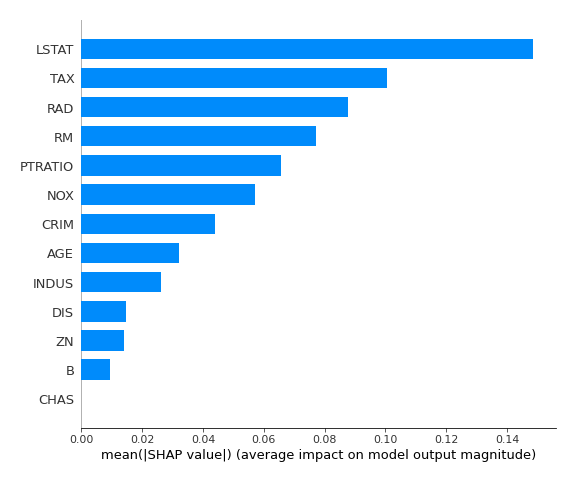 LSTAT
TAX
RAD
RM
PTRATIO
NOX
CRIM
AGE
INDUS
DIS
ZN
B
CHAS
0.00 0.02 0.04 0.06 0.08 0.10 0.12 0.14
mean(|SHAP value|) (average impact on model output magnitude)